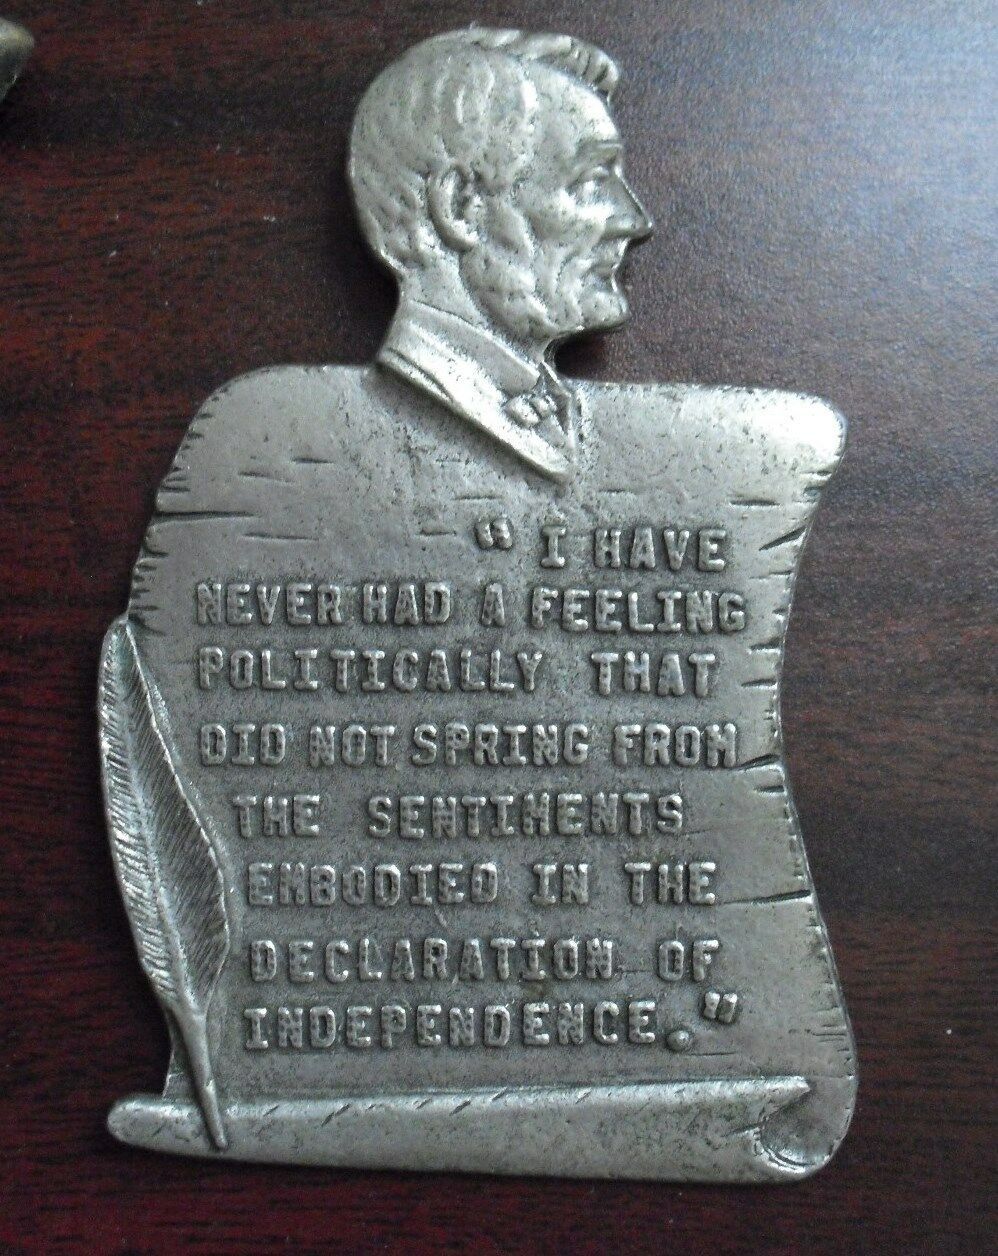 “ I HAVE
NEVER HAD A FEELING
POLITICALLY THAT
DID NOT SPRING FROM
THE SENTIMENTS
EMBODIED IN THE
DECLARATION OF
INDEPENDENCE.”